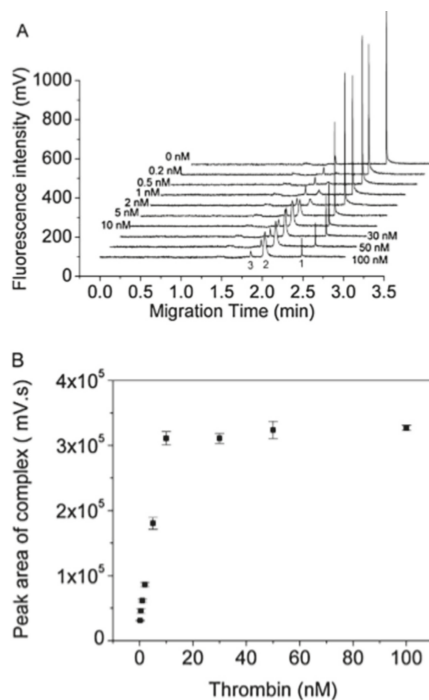 A
Fluorescence intensity (mV)
1000
800
600
400
200
0
0 nM
0.2 nM
0.5 nM
1 nM
2 nM
5 nM
10 nM
30 nM
50 nM
100 nM
3 2 1
0.0 0.5 1.0 1.5 2.0 2.5 3.0 3.5
Migration Time (min)
B
Peak area of complex ( mV.s)
4x10⁵
3x10⁵
2x10⁵
1x10⁵
0
0 20 40 60 80 100
Thrombin (nM)